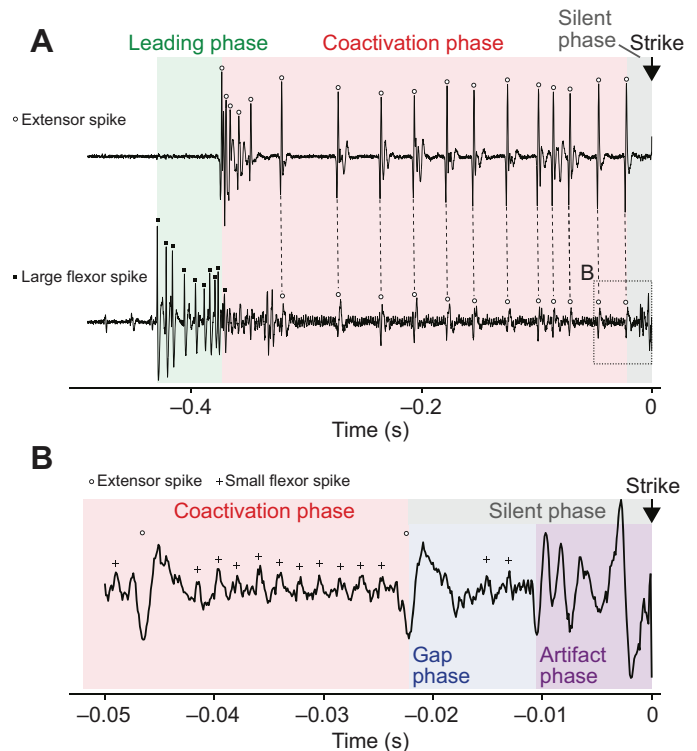 A
Leading phase
Coactivation phase
Silent
phase
Strike
Extensor spike
Large flexor spike
B
–0.4
–0.2
0
Time (s)
B
Extensor spike
+ Small flexor spike
Strike
Coactivation phase
Silent phase
Gap
phase
Artifact
phase
–0.05
–0.04
–0.03
–0.02
–0.01
0
Time (s)